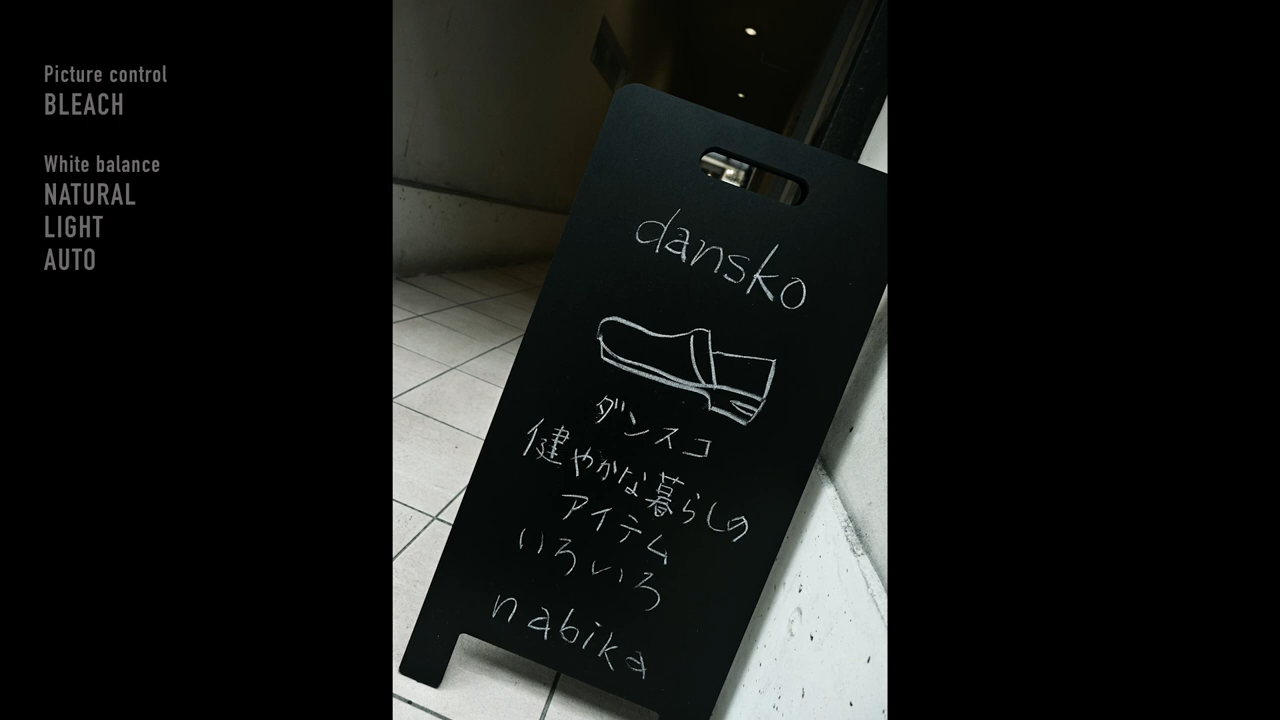 Picture control
BLEACH
White balance
NATURAL
LIGHT
AUTO
dansko
ダンスコ
健やかな暮らしの
アイテム
いろいろ
nabika